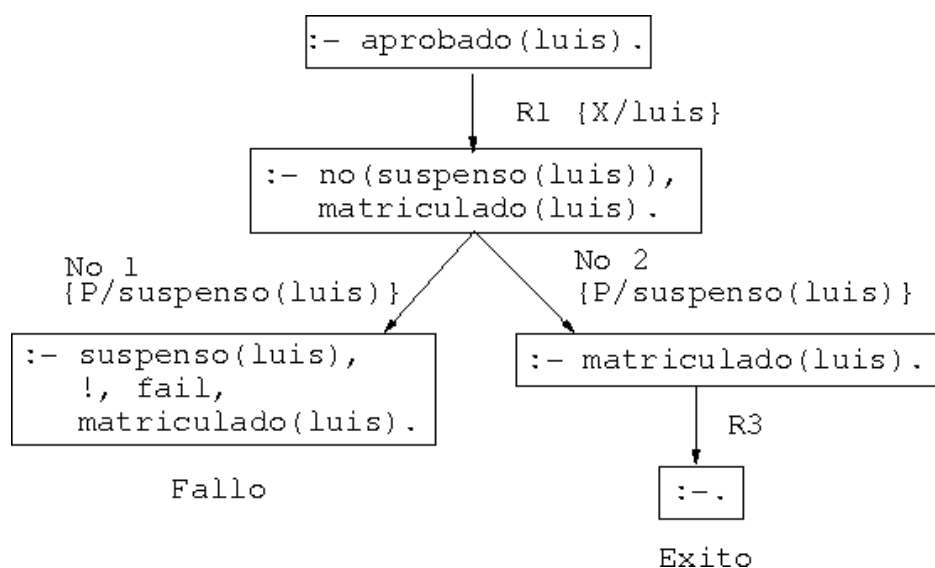 :- aprobado(luis).
R1 {X/luis}
:- no(suspenso(luis)),
matriculado(luis).
No 1
{P/suspenso(luis)}
No 2
{P/suspenso(luis)}
:- suspenso(luis),
!, fail,
matriculado(luis).
:- matriculado(luis).
R3
Fallo
:-.
Exito